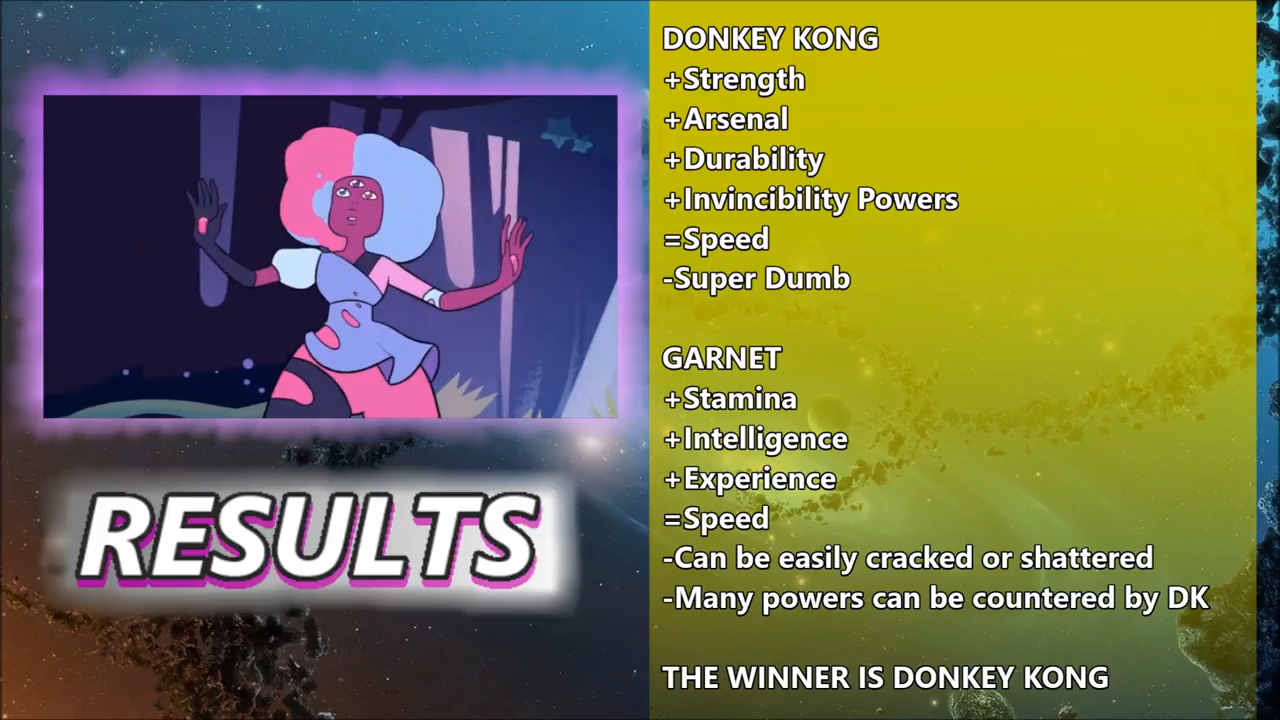 RESULTS
DONKEY KONG
+Strength
+Arsenal
+Durability
+Invincibility Powers
=Speed
-Super Dumb
GARNET
+Stamina
+Intelligence
+Experience
=Speed
-Can be easily cracked or shattered
-Many powers can be countered by DK
THE WINNER IS DONKEY KONG